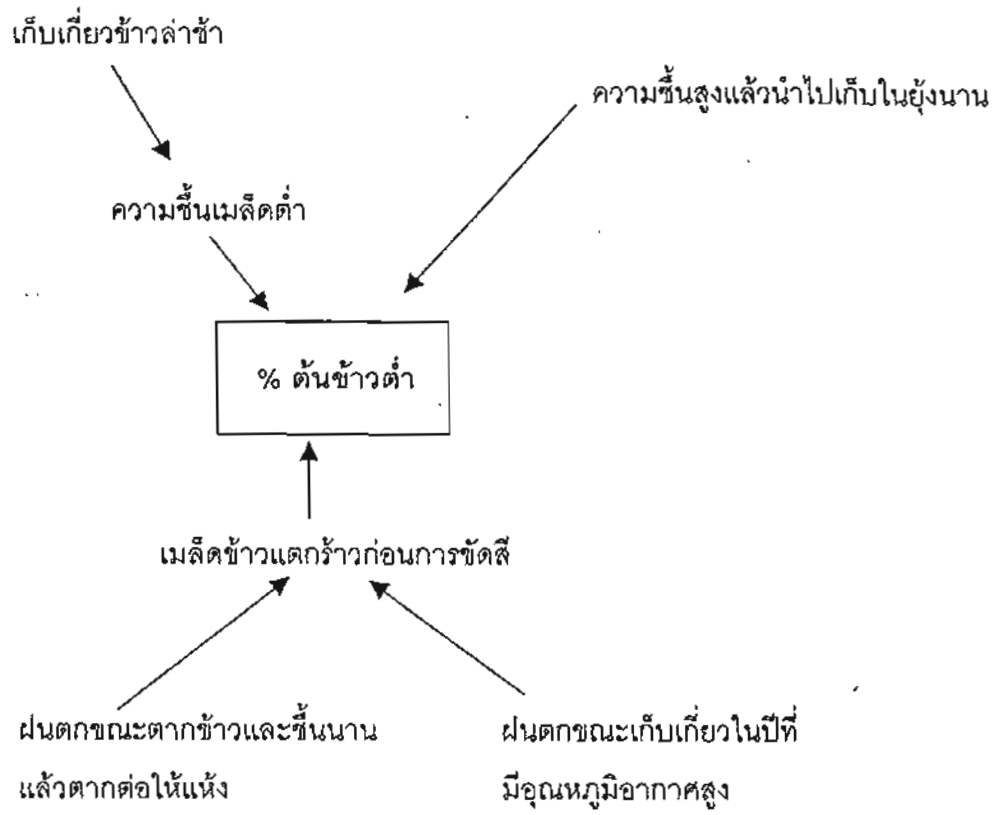 เก็บเกี่ยวข้าวล่าช้า
ความชื้นสูงแล้วนำไปเก็บในยุ้งนาน
ความชื้นเมล็ดต่ำ
% ต้นข้าวต่ำ
เมล็ดข้าวแตกร้าวก่อนการขัดสี
ฝนตกขณะตากข้าวและชื้นนาน
แล้วตากต่อให้แห้ง
ฝนตกขณะเก็บเกี่ยวในปีที่
มีอุณหภูมิอากาศสูง